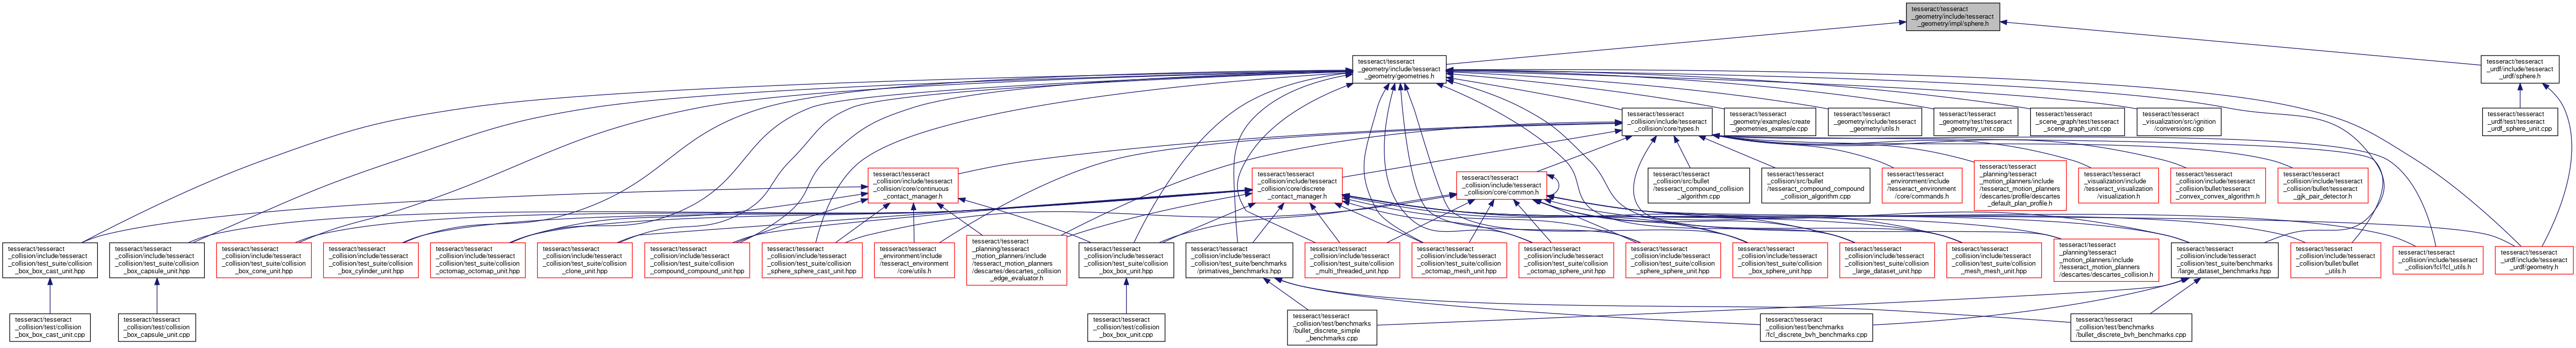 tesseract/tesseract
_geometry/include/tesseract
_geometry/impl/sphere.h
tesseract/tesseract
_geometry/include/tesseract
_geometry/geometries.h
tesseract/tesseract
_urdf/include/tesseract
_urdf/sphere.h
tesseract/tesseract
_collision/include/tesseract
_collision/core/types.h
tesseract/tesseract
_geometry/examples/create
_geometries_example.cpp
tesseract/tesseract
_geometry/include/tesseract
_geometry/utils.h
tesseract/tesseract
_geometry/test/tesseract
_geometry_unit.cpp
tesseract/tesseract
_scene_graph/test/tesseract
_scene_graph_unit.cpp
tesseract/tesseract
_visualization/src/ignition
/conversions.cpp
tesseract/tesseract
_urdf/test/tesseract
_urdf_sphere_unit.cpp
tesseract/tesseract
_collision/include/tesseract
_collision/core/continuous
_contact_manager.h
tesseract/tesseract
_collision/include/tesseract
_collision/core/discrete
_contact_manager.h
tesseract/tesseract
_collision/include/tesseract
_collision/core/common.h
tesseract/tesseract
_collision/src/bullet
/tesseract_compound_collision
_algorithm.cpp
tesseract/tesseract
_collision/src/bullet
/tesseract_compound_compound
_collision_algorithm.cpp
tesseract/tesseract
_environment/include
/tesseract_environment
/core/commands.h
tesseract/tesseract
_planning/tesseract
_motion_planners/include
/tesseract_motion_planners
/descartes/profile/descartes
_default_plan_profile.h
tesseract/tesseract
_visualization/include
/tesseract_visualization
/visualization.h
tesseract/tesseract
_collision/include/tesseract
_collision/bullet/tesseract
_convex_convex_algorithm.h
tesseract/tesseract
_collision/include/tesseract
_collision/bullet/tesseract
_gjk_pair_detector.h
tesseract/tesseract
_collision/include/tesseract
_collision/test_suite/collision
_box_box_cast_unit.hpp
tesseract/tesseract
_collision/include/tesseract
_collision/test_suite/collision
_box_capsule_unit.hpp
tesseract/tesseract
_collision/include/tesseract
_collision/test_suite/collision
_box_cone_unit.hpp
tesseract/tesseract
_collision/include/tesseract
_collision/test_suite/collision
_box_cylinder_unit.hpp
tesseract/tesseract
_collision/include/tesseract
_collision/test_suite/collision
_octomap_octomap_unit.hpp
tesseract/tesseract
_collision/include/tesseract
_collision/test_suite/collision
_clone_unit.hpp
tesseract/tesseract
_collision/include/tesseract
_collision/test_suite/collision
_compound_compound_unit.hpp
tesseract/tesseract
_collision/include/tesseract
_collision/test_suite/collision
_sphere_sphere_cast_unit.hpp
tesseract/tesseract
_environment/include
/tesseract_environment
/core/utils.h
tesseract/tesseract
_planning/tesseract
_motion_planners/include
/tesseract_motion_planners
/descartes/descartes_collision
_edge_evaluator.h
tesseract/tesseract
_collision/include/tesseract
_collision/test_suite/collision
_box_box_unit.hpp
tesseract/tesseract
_collision/include/tesseract
_collision/test_suite/benchmarks
/primatives_benchmarks.hpp
tesseract/tesseract
_collision/include/tesseract
_collision/test_suite/collision
_multi_threaded_unit.hpp
tesseract/tesseract
_collision/include/tesseract
_collision/test_suite/collision
_octomap_mesh_unit.hpp
tesseract/tesseract
_collision/include/tesseract
_collision/test_suite/collision
_octomap_sphere_unit.hpp
tesseract/tesseract
_collision/include/tesseract
_collision/test_suite/collision
_sphere_sphere_unit.hpp
tesseract/tesseract
_collision/include/tesseract
_collision/test_suite/collision
_box_sphere_unit.hpp
tesseract/tesseract
_collision/include/tesseract
_collision/test_suite/collision
_large_dataset_unit.hpp
tesseract/tesseract
_collision/include/tesseract
_collision/test_suite/collision
_mesh_mesh_unit.hpp
tesseract/tesseract
_planning/tesseract
_motion_planners/include
/tesseract_motion_planners
/descartes/descartes_collision.h
tesseract/tesseract
_collision/include/tesseract
_collision/test_suite/benchmarks
/large_dataset_benchmarks.hpp
tesseract/tesseract
_collision/include/tesseract
_collision/bullet/bullet
_utils.h
tesseract/tesseract
_collision/include/tesseract
_collision/fcl/fcl_utils.h
tesseract/tesseract
_urdf/include/tesseract
_urdf/geometry.h
tesseract/tesseract
_collision/test/collision
_box_box_cast_unit.cpp
tesseract/tesseract
_collision/test/collision
_box_capsule_unit.cpp
tesseract/tesseract
_collision/test/collision
_box_box_unit.cpp
tesseract/tesseract
_collision/test/benchmarks
/bullet_discrete_simple
_benchmarks.cpp
tesseract/tesseract
_collision/test/benchmarks
/fcl_discrete_bvh_benchmarks.cpp
tesseract/tesseract
_collision/test/benchmarks
/bullet_discrete_bvh_benchmarks.cpp